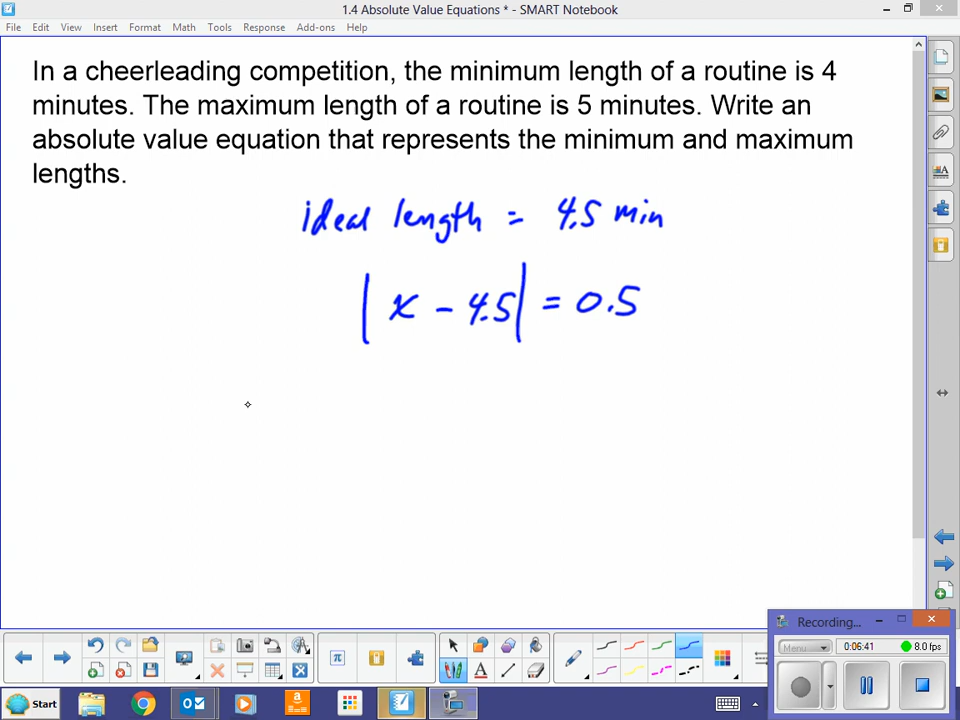 1.4 Absolute Value Equations * - SMART Notebook
File Edit View Insert Format Math Tools Response Add-ons Help
In a cheerleading competition, the minimum length of a routine is 4
minutes. The maximum length of a routine is 5 minutes. Write an
absolute value equation that represents the minimum and maximum
lengths.
ideal length = 4.5 min
| x - 4.5 | = 0.5
Recording...
Menu 0:06:41 8.0 fps
Start